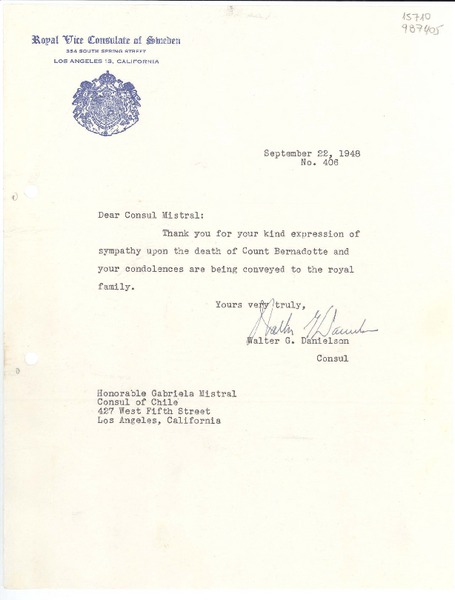 15710
987405
Royal Vice Consulate of Sweden
354 SOUTH SPRING STREET
LOS ANGELES 13, CALIFORNIA
September 22, 1948
No. 406
Dear Consul Mistral:
Thank you for your kind expression of
sympathy upon the death of Count Bernadotte and
your condolences are being conveyed to the royal
family.
Yours very truly,
Walter G. Danielson
Walter G. Danielson
Consul
Honorable Gabriela Mistral
Consul of Chile
427 West Fifth Street
Los Angeles, California